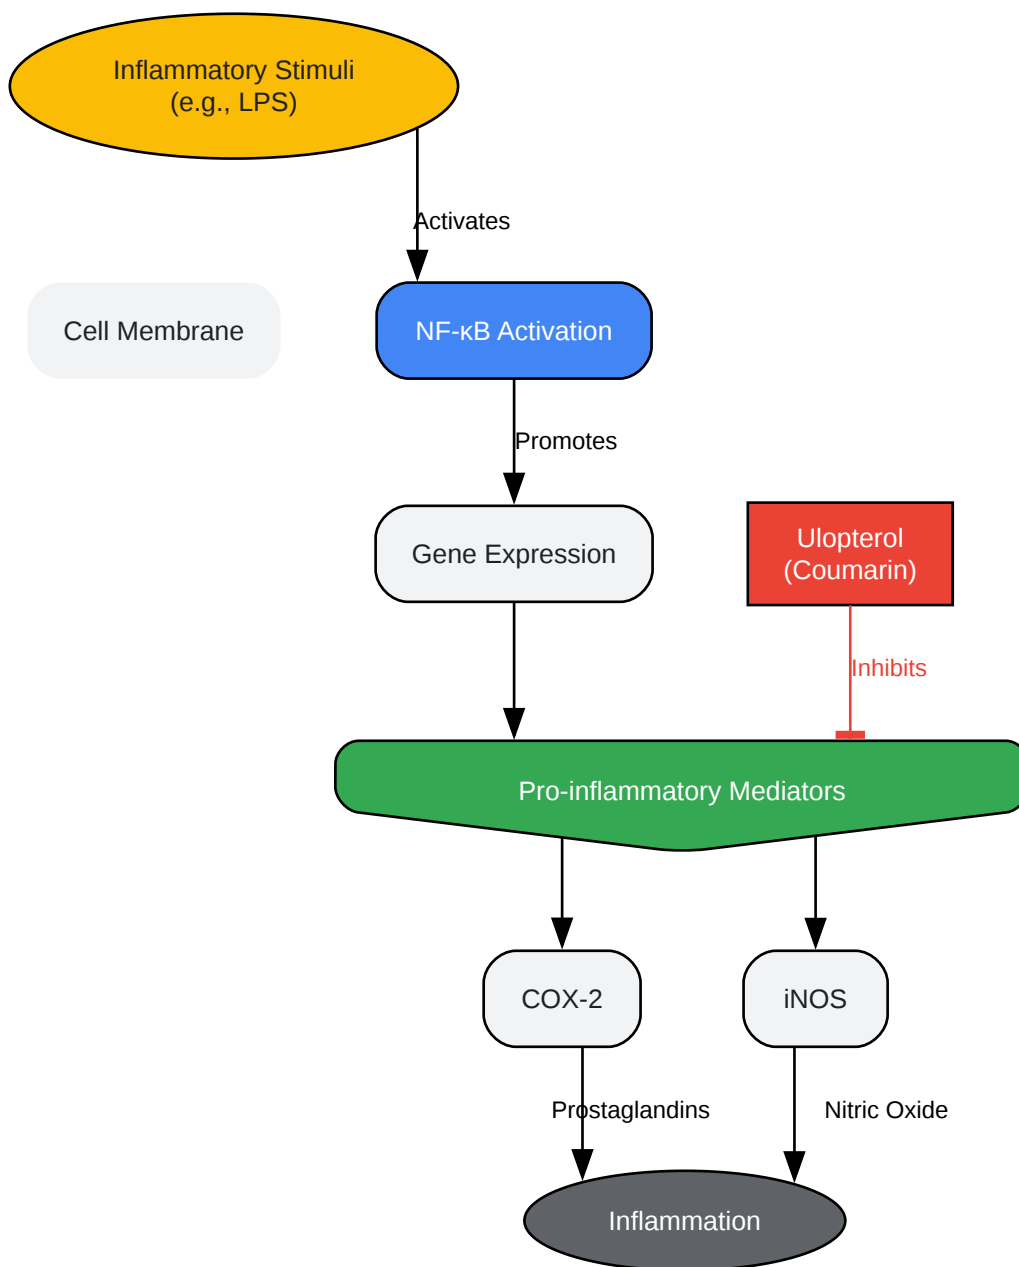 Inflammatory Stimuli
(e.g., LPS)
Activates
Cell Membrane
NF-κB Activation
Promotes
Gene Expression
Ulopterol
(Coumarin)
Inhibits
Pro-inflammatory Mediators
COX-2
iNOS
Prostaglandins
Nitric Oxide
Inflammation